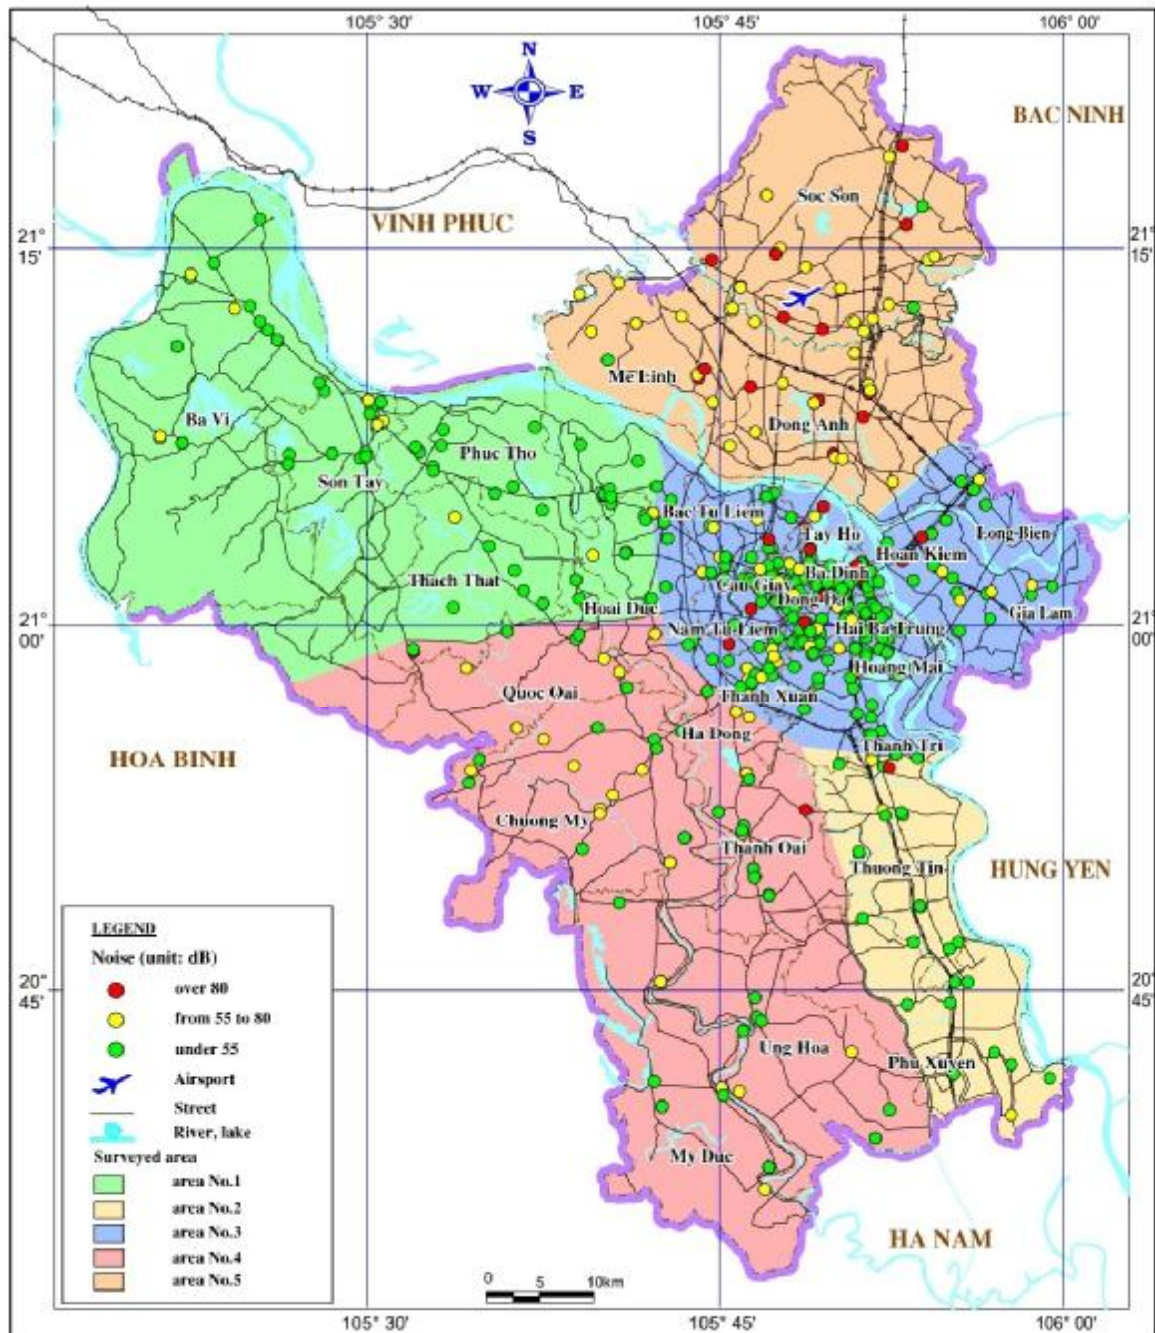 105° 30' 105° 45' 106° 00'
N
W E
S
BAC NINH
Soc Son
VINH PHUC
21°
15'
21°
15'
Me Linh
Ba Vi
Dong Anh
Phuc Tho
Son Tay
Bac Tu Liem
Tay Ho
Long Bien
Hoan Kiem
Ba Dinh
Thach That
Cau Giay
Dong Da
Hoai Duc
Gia Lam
21°
00'
Nam Tu Liem
Hai Ba Trung
21°
00'
Hoang Mai
Quoc Oai
Thanh Xuan
Ha Dong
Thanh Tri
HOA BINH
Chuong My
Thanh Oai
Thuong Tin
HUNG YEN
LEGEND
Noise (unit: dB)
over 80
from 55 to 80
under 55
Airsport
Street
River, lake
Surveyed area
area No.1
area No.2
area No.3
area No.4
area No.5
20°
45'
20°
45'
Ung Hoa
Phu Xuyen
My Duc
HA NAM
0 5 10km
105° 30' 105° 45' 106° 00'